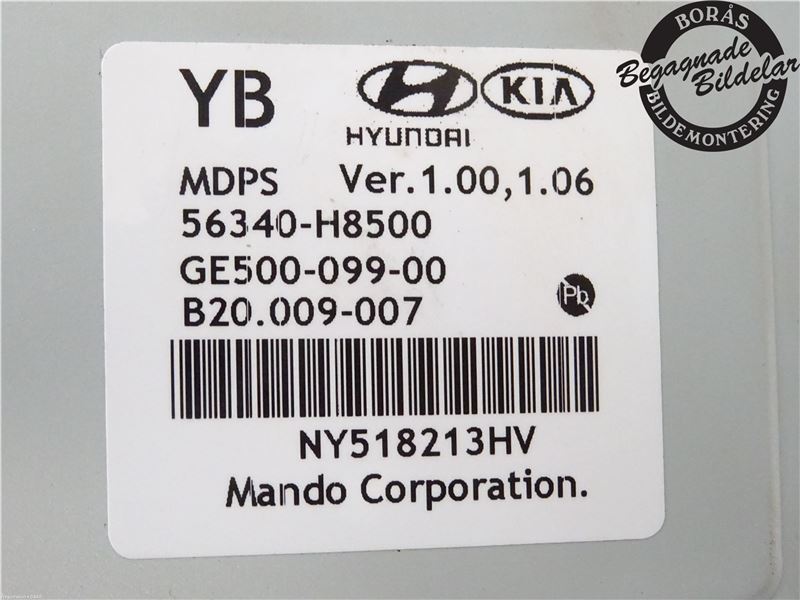 BORÅS
Begagnade
Bildelar
BILDEMONTERING
YB
HYUNDAI
KIA
MDPS Ver.1.00,1.06
56340-H8500
GE500-099-00
B20.009-007
Pb
NY518213HV
Mando Corporation.